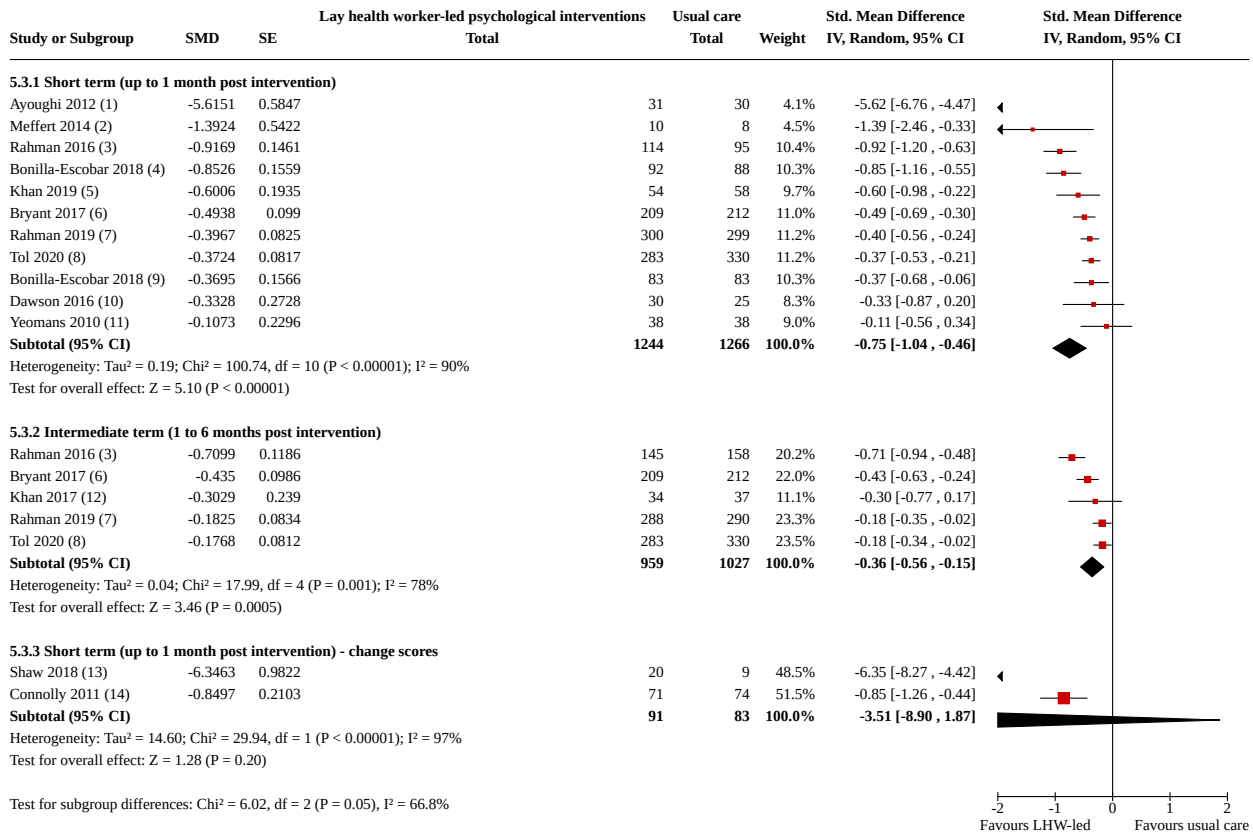 Lay health worker-led psychological interventions Usual care Std. Mean Difference Std. Mean Difference
Study or Subgroup SMD SE Total Total Weight IV, Random, 95% CI IV, Random, 95% CI
5.3.1 Short term (up to 1 month post intervention)
Ayoughi 2012 (1) -5.6151 0.5847 31 30 4.1% -5.62 [-6.76 , -4.47]
Meffert 2014 (2) -1.3924 0.5422 10 8 4.5% -1.39 [-2.46 , -0.33]
Rahman 2016 (3) -0.9169 0.1461 114 95 10.4% -0.92 [-1.20 , -0.63]
Bonilla-Escobar 2018 (4) -0.8526 0.1559 92 88 10.3% -0.85 [-1.16 , -0.55]
Khan 2019 (5) -0.6006 0.1935 54 58 9.7% -0.60 [-0.98 , -0.22]
Bryant 2017 (6) -0.4938 0.099 209 212 11.0% -0.49 [-0.69 , -0.30]
Rahman 2019 (7) -0.3967 0.0825 300 299 11.2% -0.40 [-0.56 , -0.24]
Tol 2020 (8) -0.3724 0.0817 283 330 11.2% -0.37 [-0.53 , -0.21]
Bonilla-Escobar 2018 (9) -0.3695 0.1566 83 83 10.3% -0.37 [-0.68 , -0.06]
Dawson 2016 (10) -0.3328 0.2728 30 25 8.3% -0.33 [-0.87 , 0.20]
Yeomans 2010 (11) -0.1073 0.2296 38 38 9.0% -0.11 [-0.56 , 0.34]
Subtotal (95% CI) 1244 1266 100.0% -0.75 [-1.04 , -0.46]
Heterogeneity: Tau² = 0.19; Chi² = 100.74, df = 10 (P < 0.00001); I² = 90%
Test for overall effect: Z = 5.10 (P < 0.00001)
5.3.2 Intermediate term (1 to 6 months post intervention)
Rahman 2016 (3) -0.7099 0.1186 145 158 20.2% -0.71 [-0.94 , -0.48]
Bryant 2017 (6) -0.435 0.0986 209 212 22.0% -0.43 [-0.63 , -0.24]
Khan 2017 (12) -0.3029 0.239 34 37 11.1% -0.30 [-0.77 , 0.17]
Rahman 2019 (7) -0.1825 0.0834 288 290 23.3% -0.18 [-0.35 , -0.02]
Tol 2020 (8) -0.1768 0.0812 283 330 23.5% -0.18 [-0.34 , -0.02]
Subtotal (95% CI) 959 1027 100.0% -0.36 [-0.56 , -0.15]
Heterogeneity: Tau² = 0.04; Chi² = 17.99, df = 4 (P = 0.001); I² = 78%
Test for overall effect: Z = 3.46 (P = 0.0005)
5.3.3 Short term (up to 1 month post intervention) - change scores
Shaw 2018 (13) -6.3463 0.9822 20 9 48.5% -6.35 [-8.27 , -4.42]
Connolly 2011 (14) -0.8497 0.2103 71 74 51.5% -0.85 [-1.26 , -0.44]
Subtotal (95% CI) 91 83 100.0% -3.51 [-8.90 , 1.87]
Heterogeneity: Tau² = 14.60; Chi² = 29.94, df = 1 (P < 0.00001); I² = 97%
Test for overall effect: Z = 1.28 (P = 0.20)
Test for subgroup differences: Chi² = 6.02, df = 2 (P = 0.05), I² = 66.8%
-2 -1 0 1 2
Favours LHW-led Favours usual care